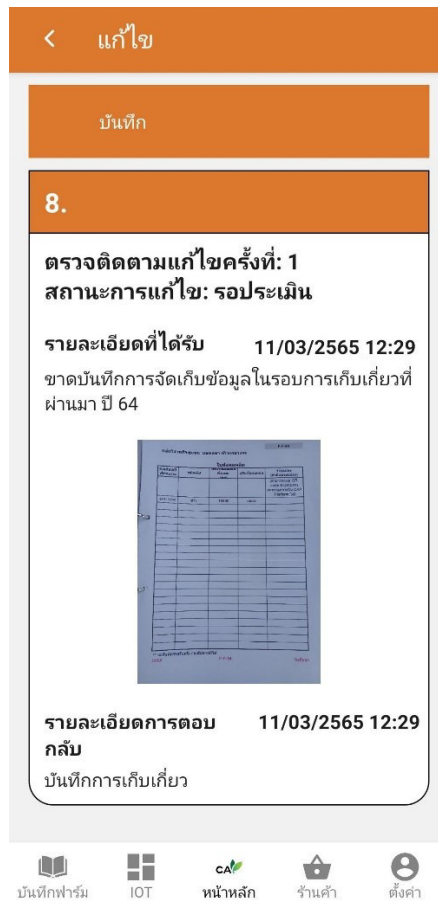 แก้ไข
บันทึก
8.
ตรวจติดตามแก้ไขครั้งที่: 1
สถานะการแก้ไข: รอประเมิน
รายละเอียดที่ได้รับ 11/03/2565 12:29
ขาดบันทึกการจัดเก็บข้อมูลในรอบการเก็บเกี่ยวที่
ผ่านมา ปี 64
รายละเอียดการตอบ 11/03/2565 12:29
กลับ
บันทึกการเก็บเกี่ยว
CA
บันทึกฟาร์ม IOT หน้าหลัก ร้านค้า ตั้งค่า